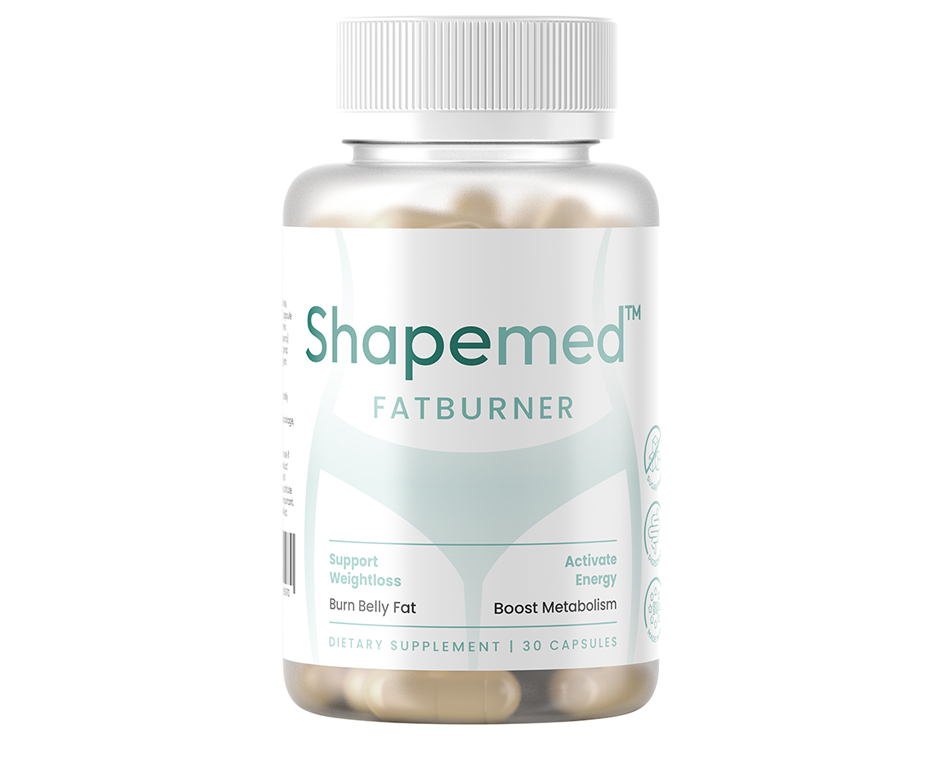 Shapemed™
FATBURNER
Support
Weightloss
Burn Belly Fat
Activate
Energy
Boost Metabolism
DIETARY SUPPLEMENT | 30 CAPSULES